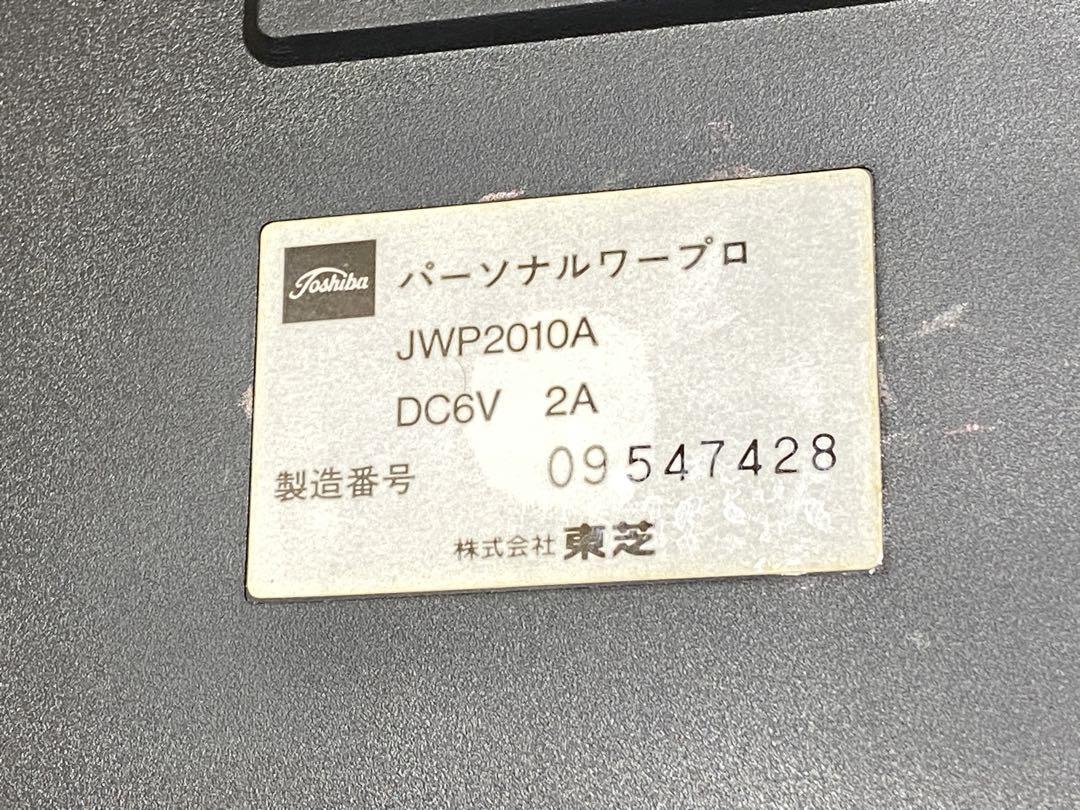 Toshiba パーソナルワープロ
JWP2010A
DC6V 2A
製造番号 09547428
株式会社 東芝